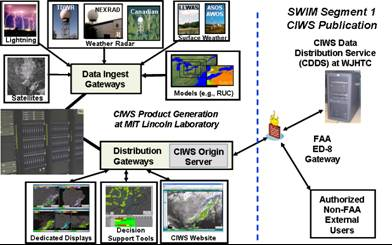 SWIM Segment 1
CIWS Publication
TDWR
NEXRAD
Canadian
LLWAS
ASOS
AWOS
Lightning
Weather Radar
Surface Weather
CIWS Data
Distribution Service
(CDDS) at WJHTC
Data Ingest
Gateways
Satellites
Models (e.g., RUC)
CIWS Product Generation
at MIT Lincoln Laboratory
Distribution
Gateways
CIWS Origin
Server
FAA
ED-8
Gateway
Dedicated Displays
Decision
Support Tools
CIWS Website
Authorized
Non-FAA
External
Users